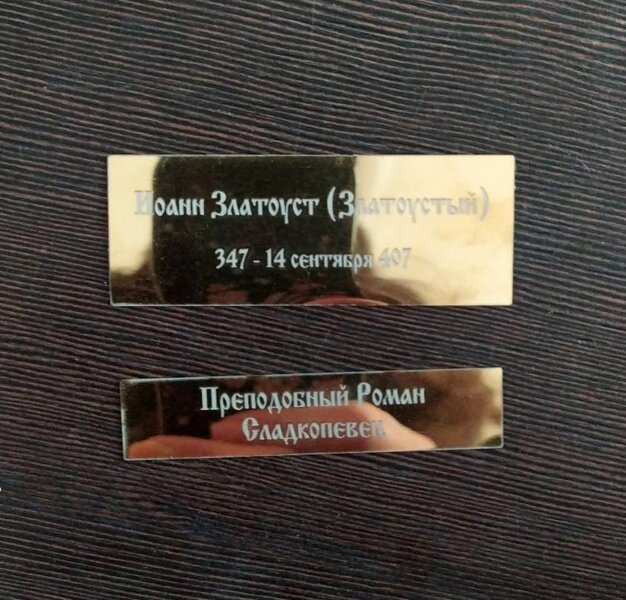 Иоанн Златоуст (Златоустый)
347 - 14 сентября 407
Преподобный Роман
Сладкопевец